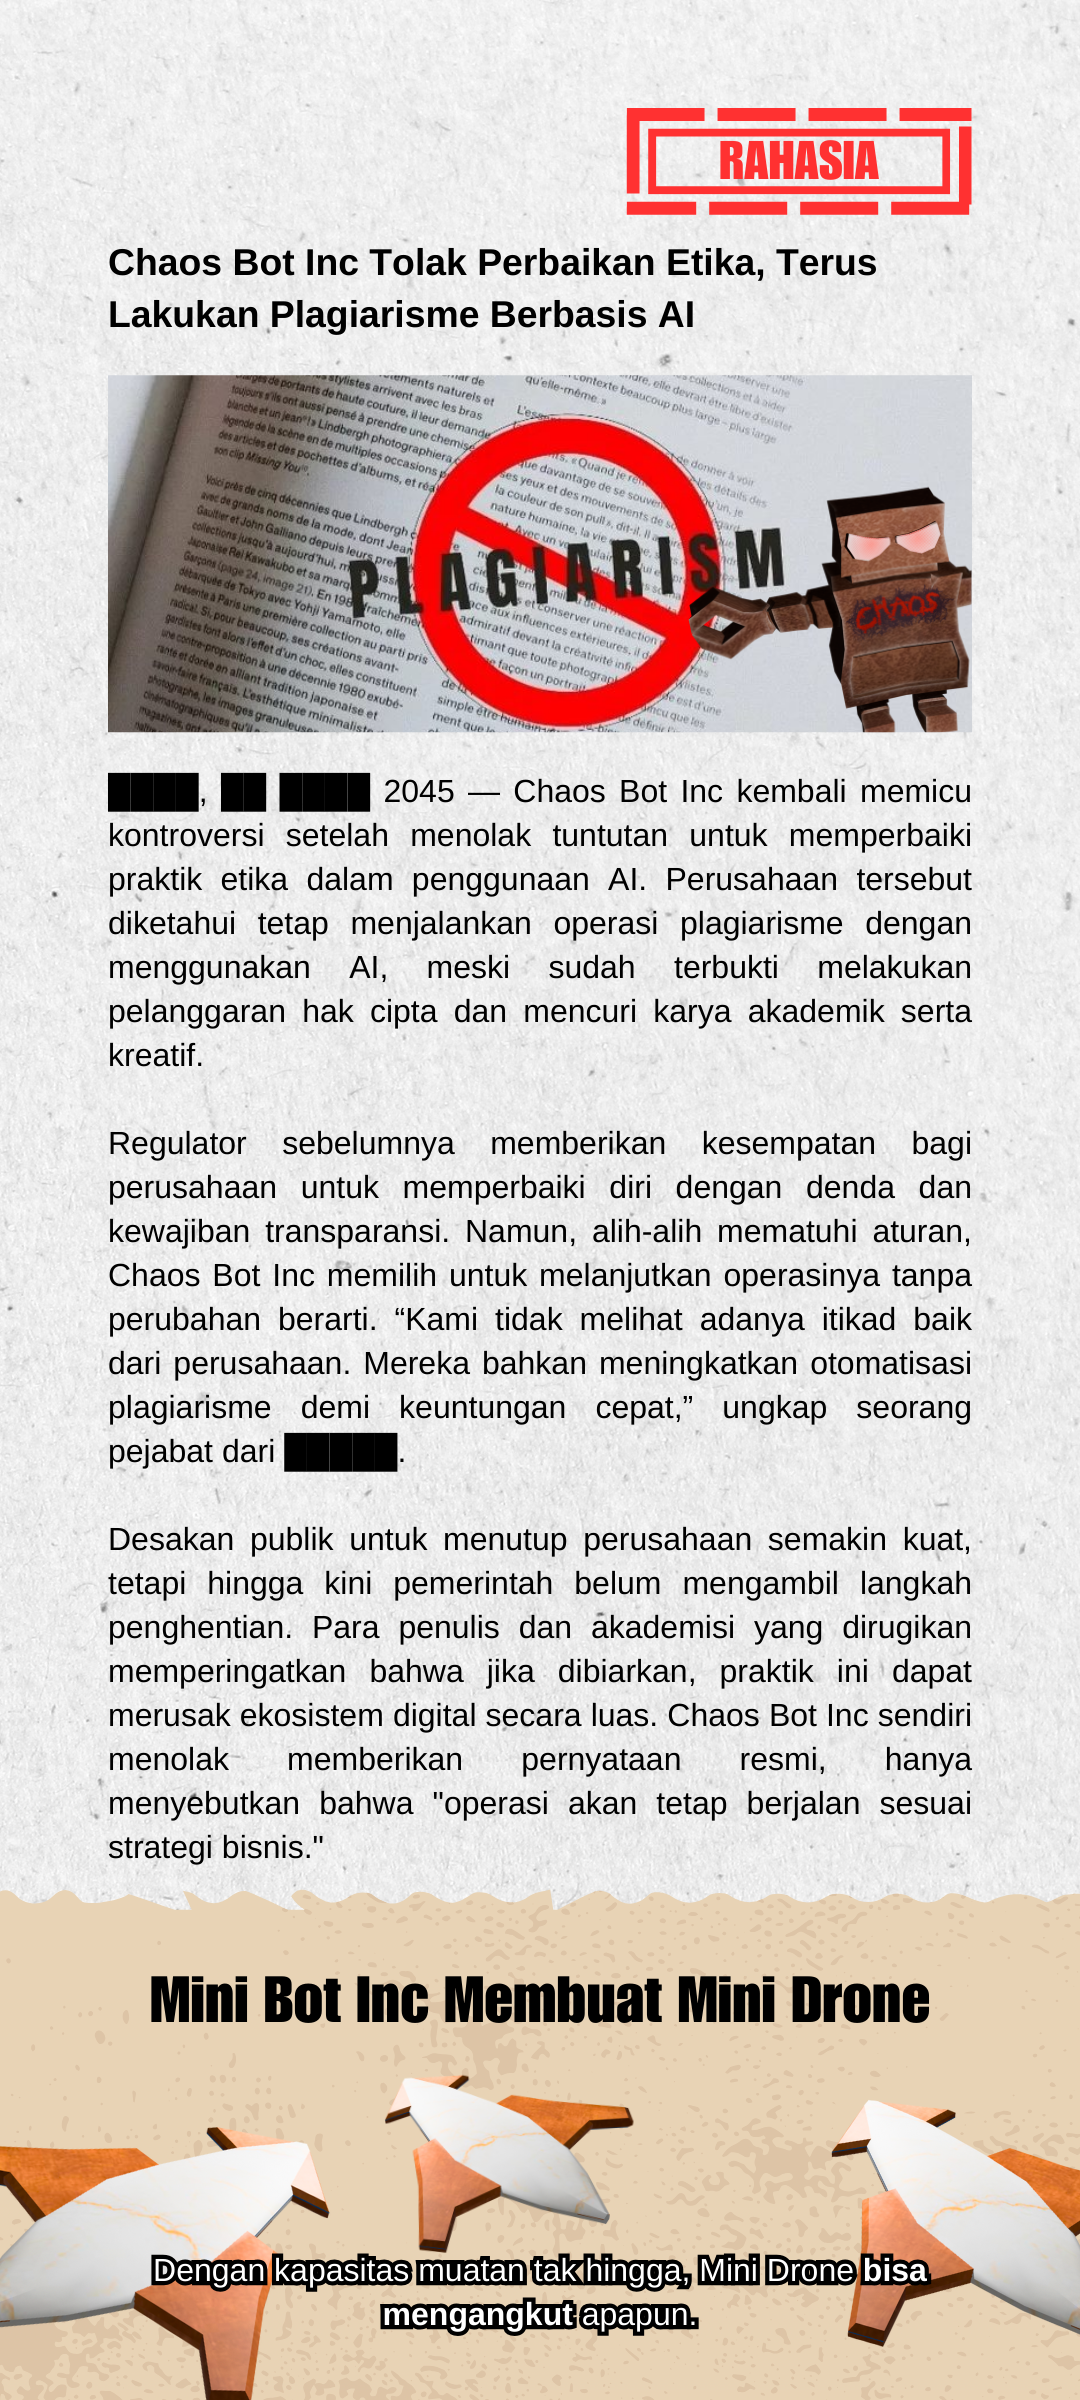 RAHASIA
Chaos Bot Inc Tolak Perbaikan Etika, Terus
Lakukan Plagiarisme Berbasis AI
PLAGIARISM
CHAOS
████, ██ ████ 2045 — Chaos Bot Inc kembali memicu
kontroversi setelah menolak tuntutan untuk memperbaiki
praktik etika dalam penggunaan AI. Perusahaan tersebut
diketahui tetap menjalankan operasi plagiarisme dengan
menggunakan AI, meski sudah terbukti melakukan
pelanggaran hak cipta dan mencuri karya akademik serta
kreatif.
Regulator sebelumnya memberikan kesempatan bagi
perusahaan untuk memperbaiki diri dengan denda dan
kewajiban transparansi. Namun, alih-alih mematuhi aturan,
Chaos Bot Inc memilih untuk melanjutkan operasinya tanpa
perubahan berarti. “Kami tidak melihat adanya itikad baik
dari perusahaan. Mereka bahkan meningkatkan otomatisasi
plagiarisme demi keuntungan cepat,” ungkap seorang
pejabat dari █████.
Desakan publik untuk menutup perusahaan semakin kuat,
tetapi hingga kini pemerintah belum mengambil langkah
penghentian. Para penulis dan akademisi yang dirugikan
memperingatkan bahwa jika dibiarkan, praktik ini dapat
merusak ekosistem digital secara luas. Chaos Bot Inc sendiri
menolak memberikan pernyataan resmi, hanya
menyebutkan bahwa "operasi akan tetap berjalan sesuai
strategi bisnis."
Mini Bot Inc Membuat Mini Drone
Dengan kapasitas muatan tak hingga, Mini Drone bisa
mengangkut apapun.